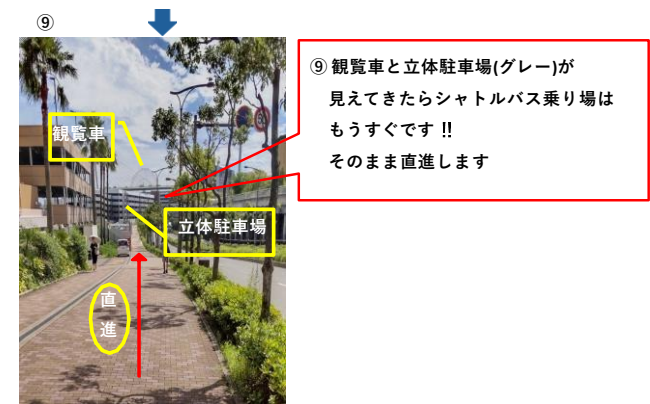 ⑨
⑨ 観覧車と立体駐車場(グレー)が
見えてきたらシャトルバス乗り場は
もうすぐです !!
そのまま直進します
観覧車
立体駐車場
直
進